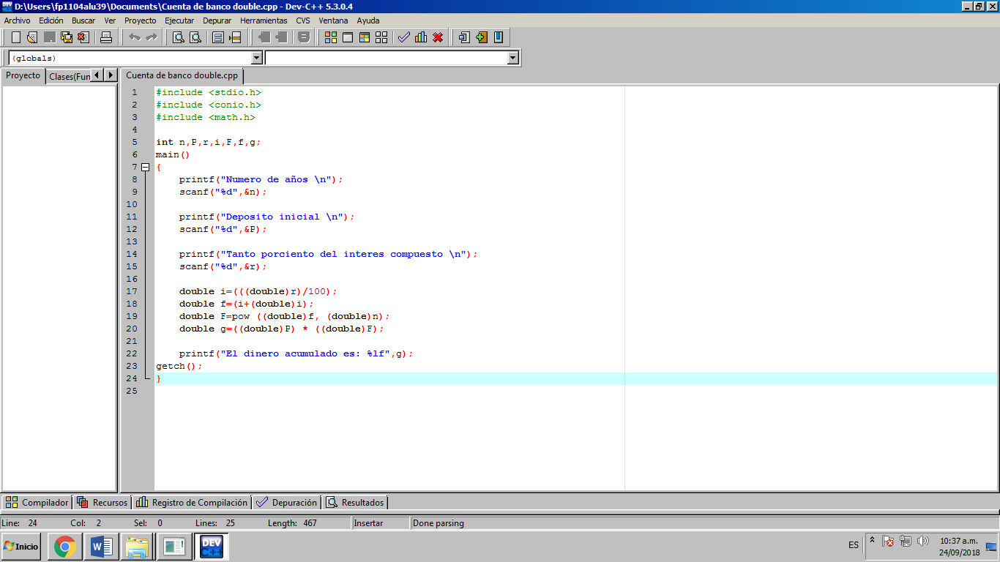 D:\Users\fp1104alu39\Documents\Cuenta de banco double.cpp - Dev-C++ 5.3.0.4
Archivo Edición Buscar Ver Proyecto Ejecutar Depurar Herramientas CVS Ventana Ayuda
(globals)
Proyecto Clases(Fun Cuenta de banco double.cpp
1 #include <stdio.h>
2 #include <conio.h>
3 #include <math.h>
4
5 int n,P,r,i,F,f,g;
6 main()
7 {
8 printf("Numero de años \n");
9 scanf("%d",&n);
10
11 printf("Deposito inicial \n");
12 scanf("%d",&P);
13
14 printf("Tanto porciento del interes compuesto \n");
15 scanf("%d",&r);
16
17 double i=(((double)r)/100);
18 double f=(i+(double)i);
19 double F=pow ((double)f, (double)n);
20 double g=((double)P) * ((double)F);
21
22 printf("El dinero acumulado es: %lf",g);
23 getch();
24 }
25
Compilador Recursos Registro de Compilación Depuración Resultados
Line: 24 Col: 2 Sel: 0 Lines: 25 Length: 467 Insertar Done parsing
Inicio DEV C++ ES 10:37 a.m.
24/09/2018